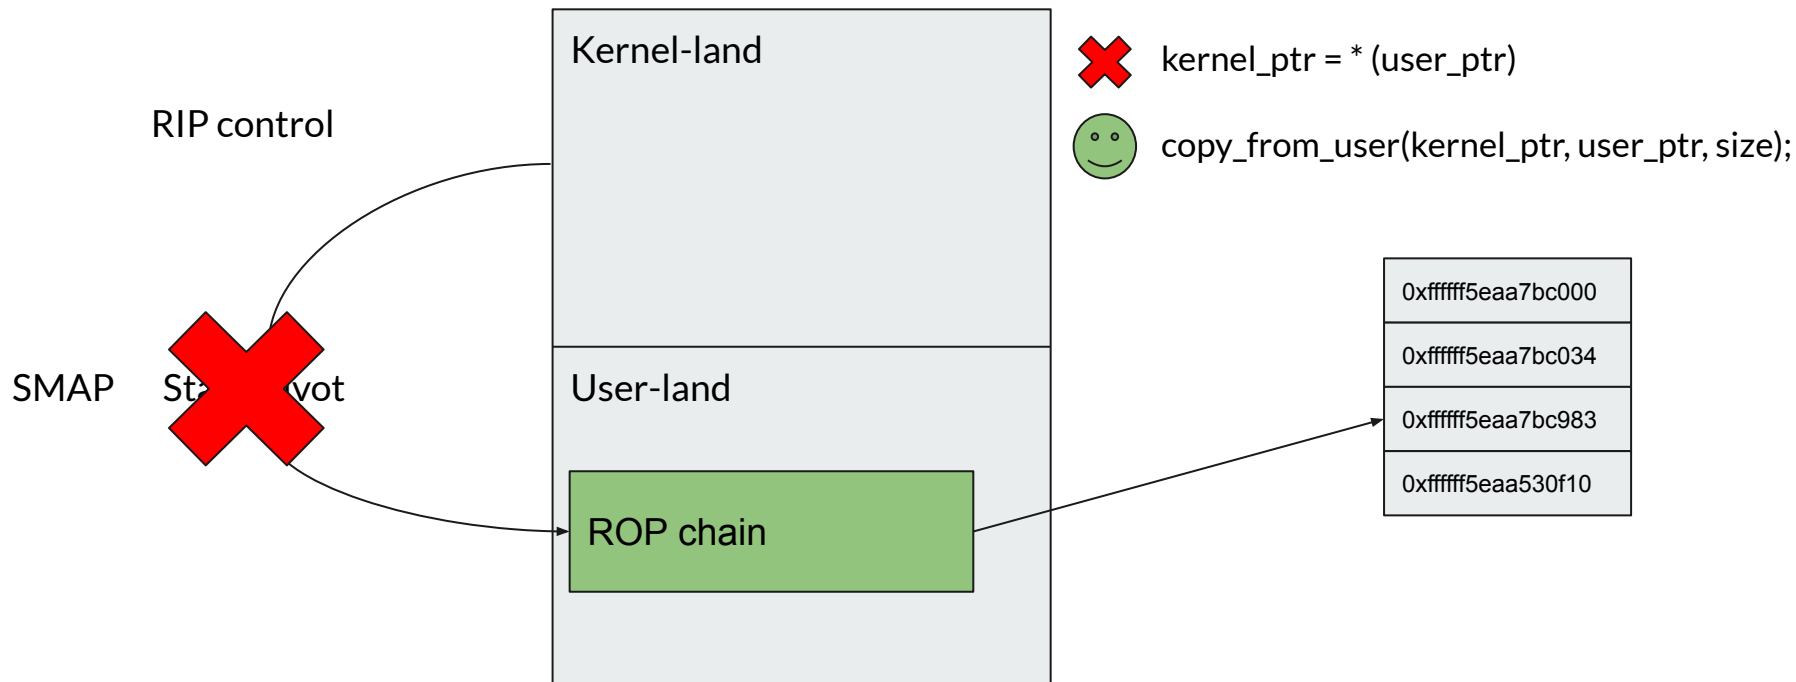 Kernel-land
kernel_ptr = * (user_ptr)
RIP control
copy_from_user(kernel_ptr, user_ptr, size);
0xffffff5eaa7bc000
0xffffff5eaa7bc034
SMAP
User-land
0xffffff5eaa7bc983
0xffffff5eaa530f10
ROP chain